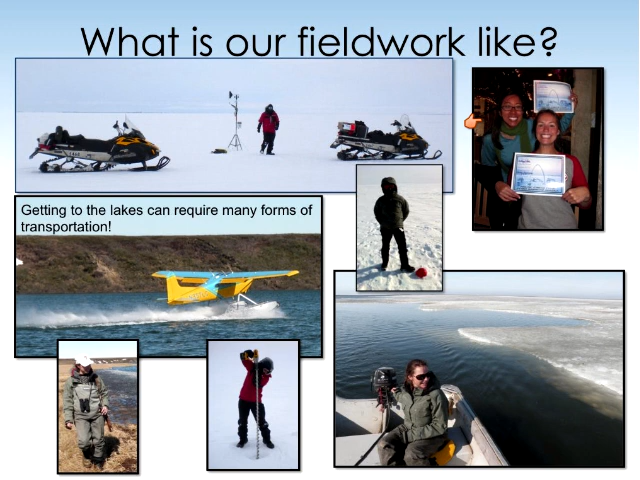 What is our fieldwork like?
Getting to the lakes can require many forms of
transportation!